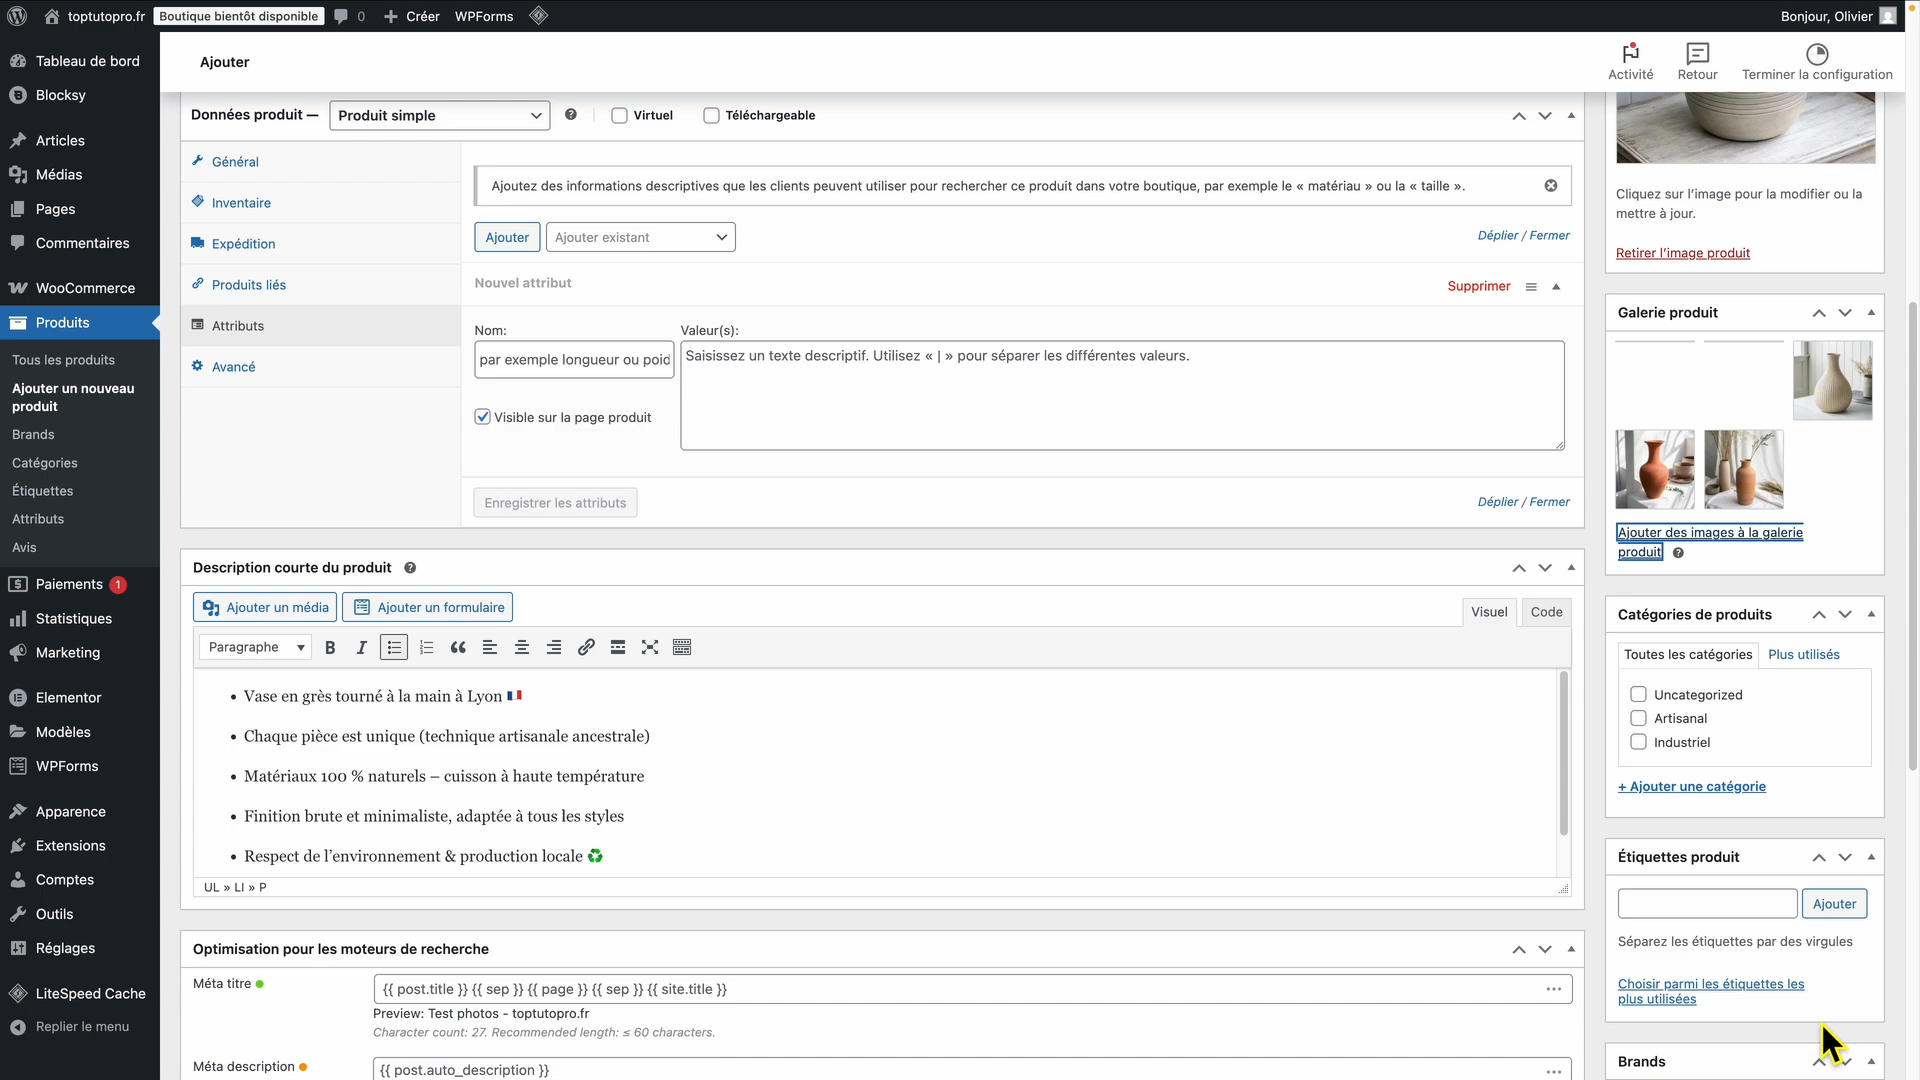 toptutopro.fr
Boutique bientôt disponible
0
Créer
WPForms
Bonjour, Olivier
Tableau de bord
Blocksy
Articles
Médias
Pages
Commentaires
WooCommerce
Produits
Tous les produits
Ajouter un nouveau
produit
Brands
Catégories
Étiquettes
Attributs
Avis
Paiements 1
Statistiques
Marketing
Elementor
Modèles
WPForms
Apparence
Extensions
Comptes
Outils
Réglages
LiteSpeed Cache
Replier le menu
Ajouter
Activité
Retour
Terminer la configuration
Données produit —
Produit simple
Virtuel
Téléchargeable
Général
Inventaire
Expédition
Produits liés
Attributs
Avancé
Ajoutez des informations descriptives que les clients peuvent utiliser pour rechercher ce produit dans votre boutique, par exemple le « matériau » ou la « taille ».
Ajouter
Ajouter existant
Déplier / Fermer
Nouvel attribut
Supprimer
Nom:
Valeur(s):
par exemple longueur ou poid
Saisissez un texte descriptif. Utilisez « | » pour séparer les différentes valeurs.
Visible sur la page produit
Enregistrer les attributs
Déplier / Fermer
Description courte du produit
Ajouter un média
Ajouter un formulaire
Visuel
Code
Paragraphe
• Vase en grès tourné à la main à Lyon 🇫🇷
• Chaque pièce est unique (technique artisanale ancestrale)
• Matériaux 100 % naturels – cuisson à haute température
• Finition brute et minimaliste, adaptée à tous les styles
• Respect de l'environnement & production locale ♻️
UL » LI » P
Optimisation pour les moteurs de recherche
Méta titre
{{ post.title }} {{ sep }} {{ page }} {{ sep }} {{ site.title }}
Preview: Test photos - toptutopro.fr
Character count: 27. Recommended length: ≤ 60 characters.
Méta description
{{ post.auto_description }}
Cliquez sur l'image pour la modifier ou la
mettre à jour.
Retirer l'image produit
Galerie produit
Ajouter des images à la galerie
produit
Catégories de produits
Toutes les catégories
Plus utilisés
Uncategorized
Artisanal
Industriel
+ Ajouter une catégorie
Étiquettes produit
Ajouter
Séparez les étiquettes par des virgules
Choisir parmi les étiquettes les
plus utilisées
Brands